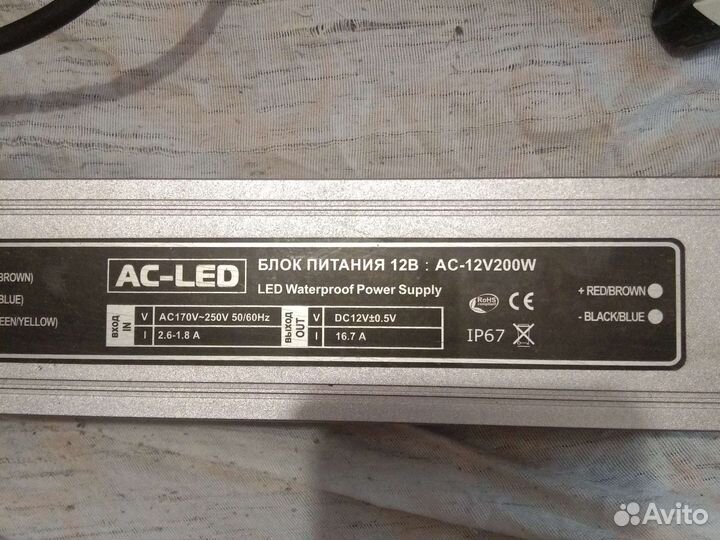 AC-LED
БЛОК ПИТАНИЯ 12В : AC-12V200W
LED Waterproof Power Supply
BROWN)
BLUE)
EEN/YELLOW)
ВХОД IN
V AC170V~250V 50/60Hz
I 2.6-1.8 A
ВЫХОД OUT
V DC12V±0.5V
I 16.7 A
RoHS
CE
IP67
+ RED/BROWN
- BLACK/BLUE
Avito